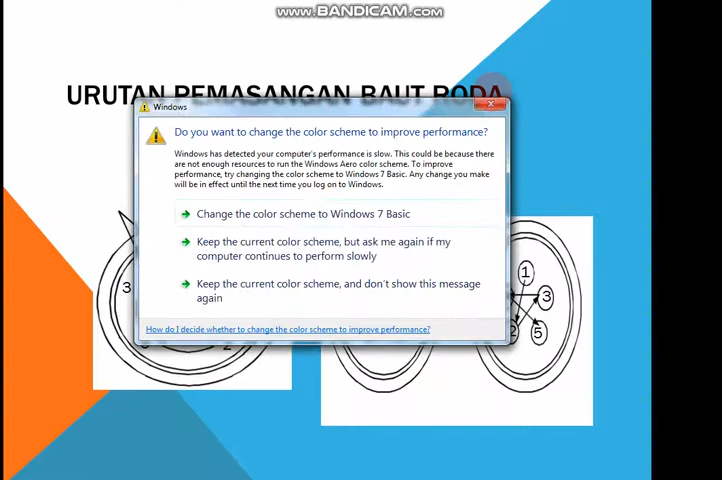 www.BANDICAM.com
URUTAN PEMASANGAN BAUT RODA
Windows
Do you want to change the color scheme to improve performance?
Windows has detected your computer's performance is slow. This could be because there
are not enough resources to run the Windows Aero color scheme. To improve
performance, try changing the color scheme to Windows 7 Basic. Any change you make
will be in effect until the next time you log on to Windows.
Change the color scheme to Windows 7 Basic
Keep the current color scheme, but ask me again if my
computer continues to perform slowly
Keep the current color scheme, and don't show this message
again
How do I decide whether to change the color scheme to improve performance?
1
3
3
2
5